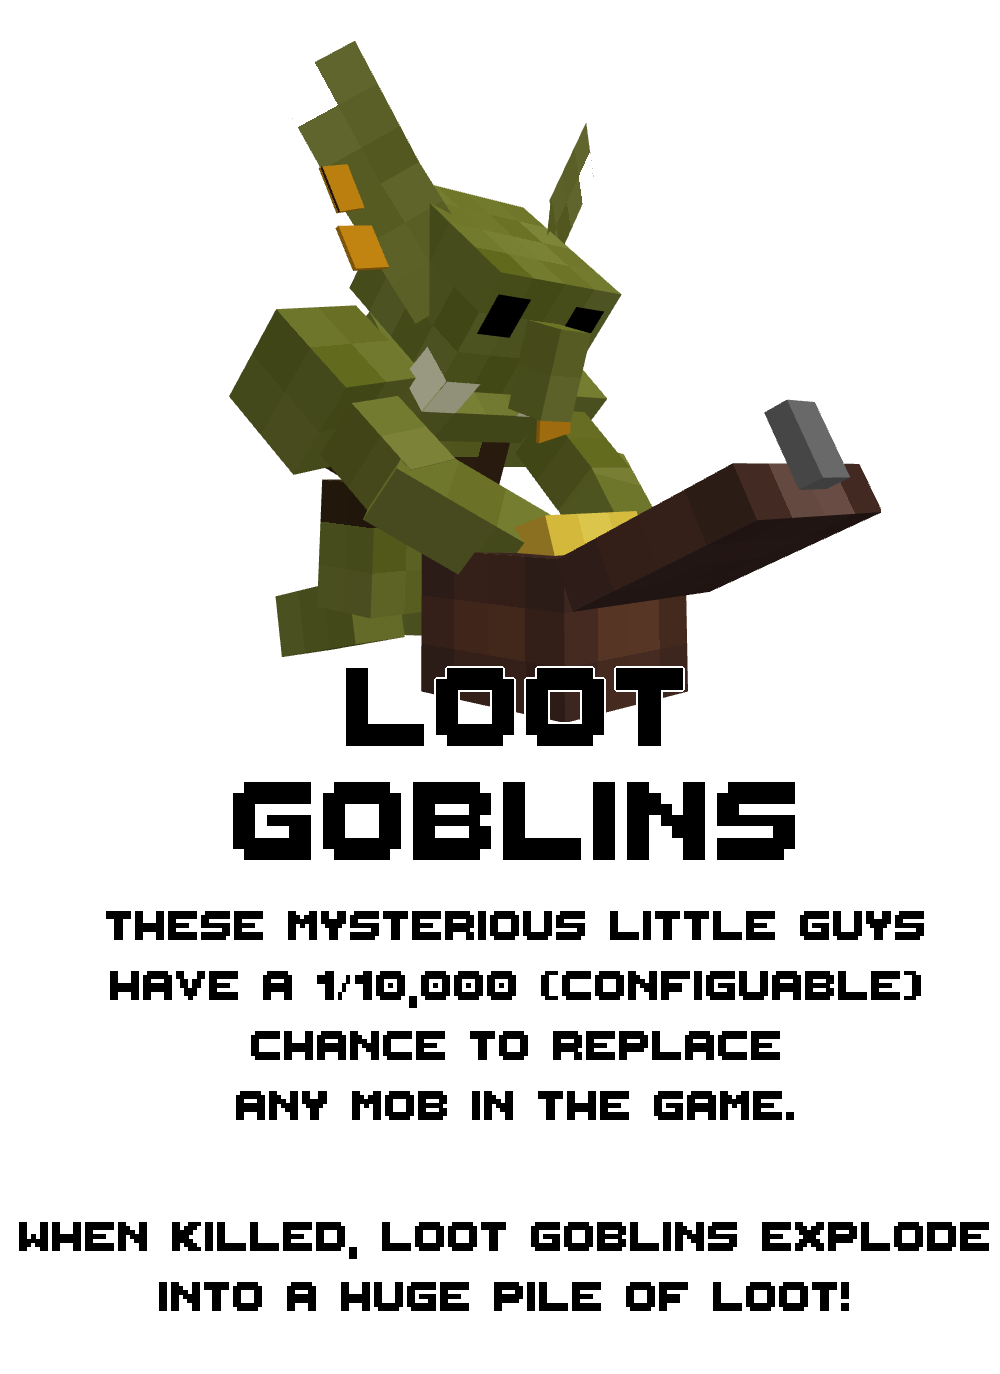 LOOT
GOBLINS
THESE MYSTERIOUS LITTLE GUYS
HAVE A 1/10,000 (CONFIGUABLE)
CHANCE TO REPLACE
ANY MOB IN THE GAME.
WHEN KILLED, LOOT GOBLINS EXPLODE
INTO A HUGE PILE OF LOOT!